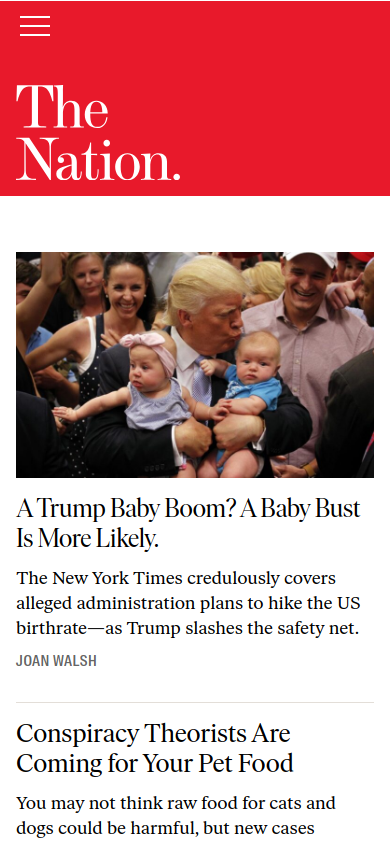 The
Nation.
A Trump Baby Boom? A Baby Bust
Is More Likely.
The New York Times credulously covers
alleged administration plans to hike the US
birthrate—as Trump slashes the safety net.
JOAN WALSH
Conspiracy Theorists Are
Coming for Your Pet Food
You may not think raw food for cats and
dogs could be harmful, but new cases